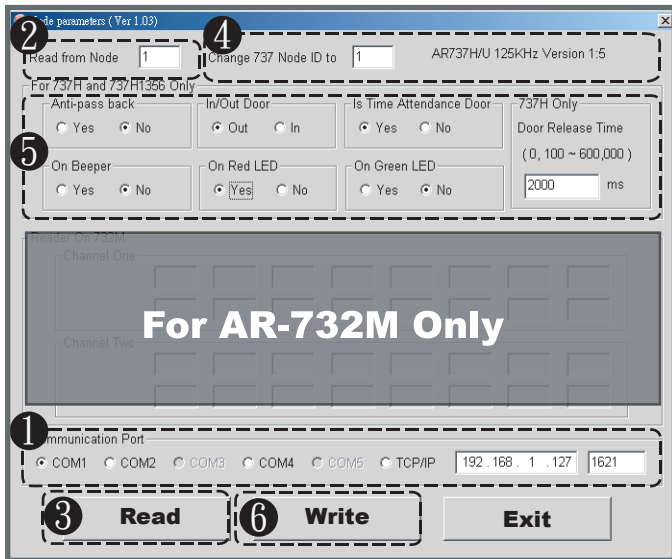 Node parameters ( Ver 1.03)
2
4
Read from Node 1
Change 737 Node ID to 1
AR737H/U 125KHz Version 1:5
For 737H and 737H1356 Only
5
Anti-pass back
Yes No
In/Out Door
Out In
Is Time Attendance Door
Yes No
737H Only
Door Release Time
( 0, 100 ~ 600,000 )
2000 ms
On Beeper
Yes No
On Red LED
Yes No
On Green LED
Yes No
Reader On 732M
Channel One
For AR-732M Only
Channel Two
1
Communication Port
COM1 COM2 COM3 COM4 COM5 TCP/IP 192 . 168 . 1 . 127 1621
3 Read
6 Write
Exit